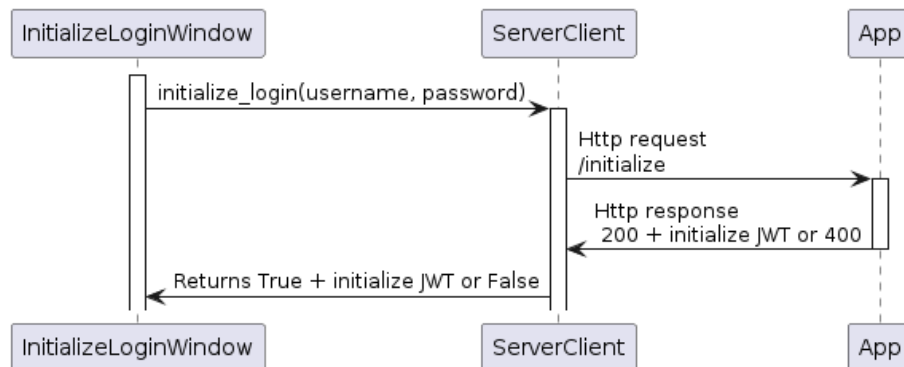 InitializeLoginWindow
ServerClient
App
initialize_login(username, password)
Http request
/initialize
Http response
200 + initialize JWT or 400
Returns True + initialize JWT or False
InitializeLoginWindow
ServerClient
App